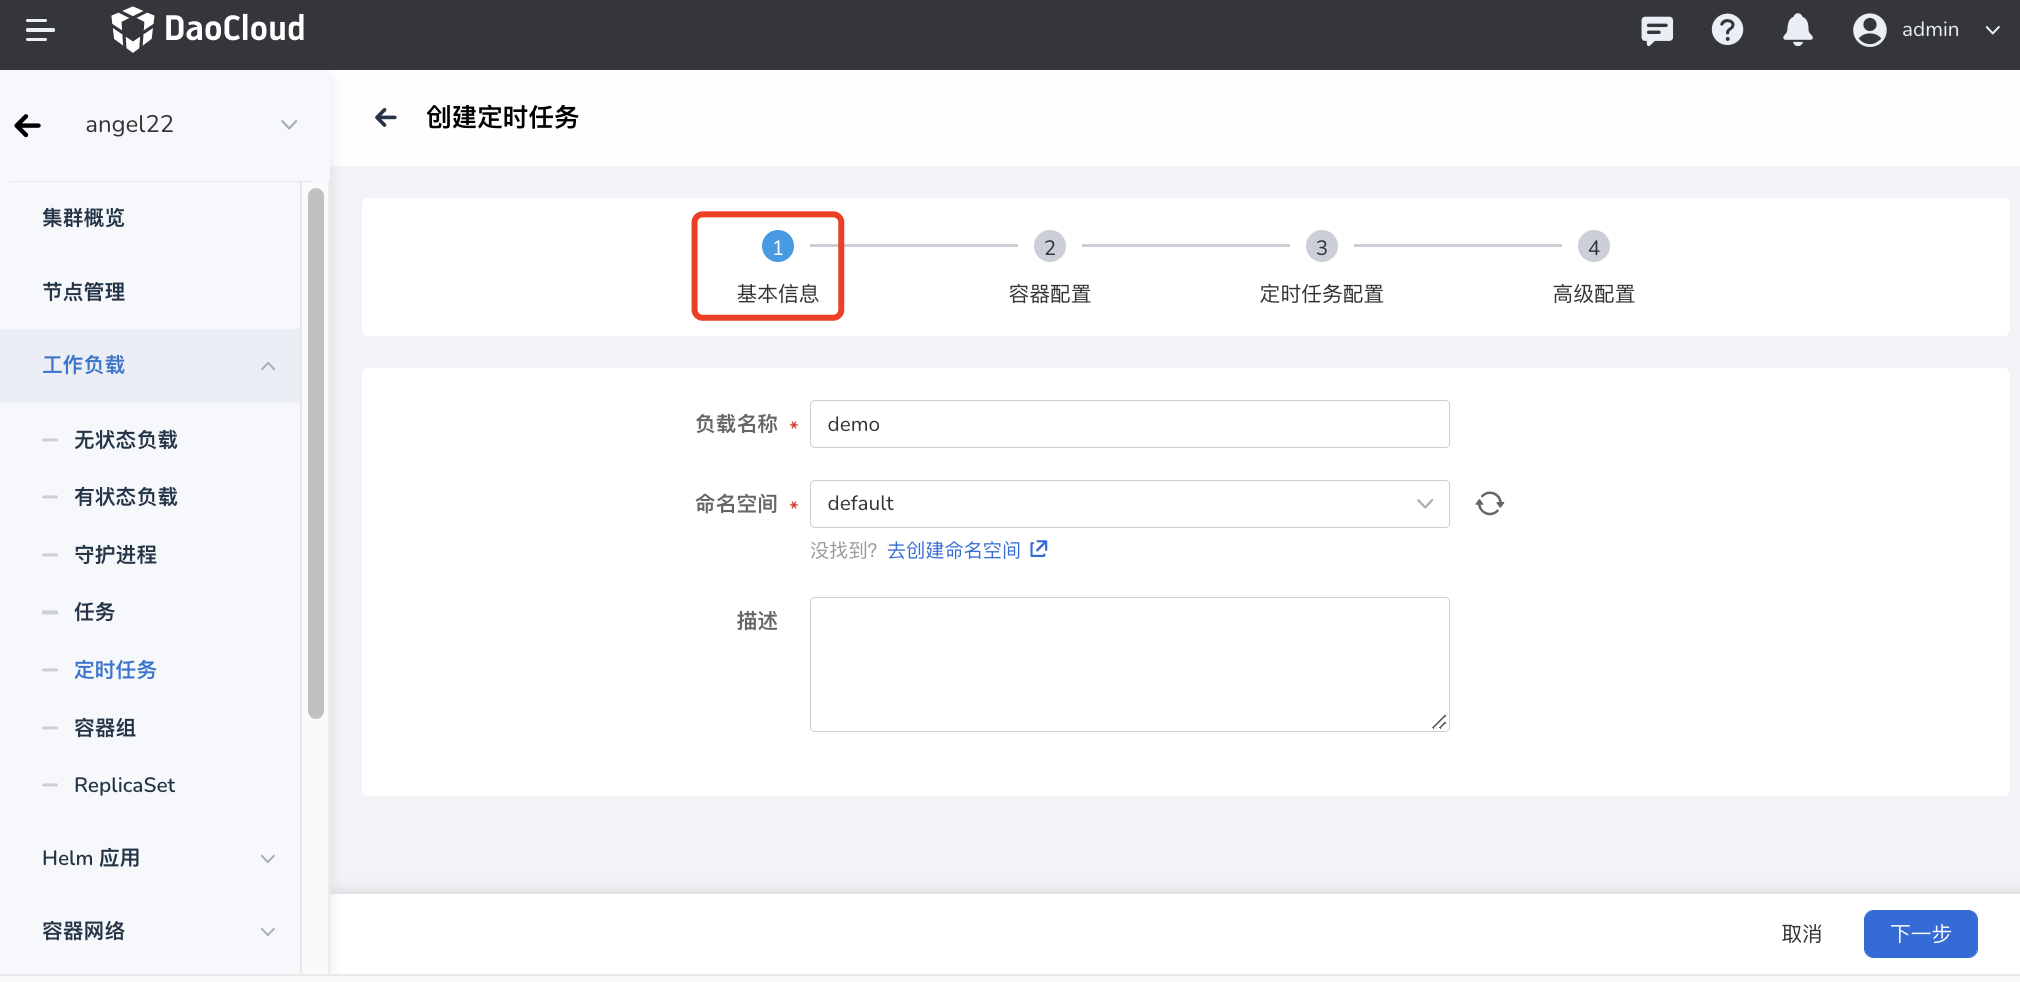 DaoCloud
admin
angel22
集群概览
节点管理
工作负载
无状态负载
有状态负载
守护进程
任务
定时任务
容器组
ReplicaSet
Helm 应用
容器网络
创建定时任务
1
基本信息
2
容器配置
3
定时任务配置
4
高级配置
负载名称 *
demo
命名空间 *
default
没找到? 去创建命名空间
描述
取消
下一步